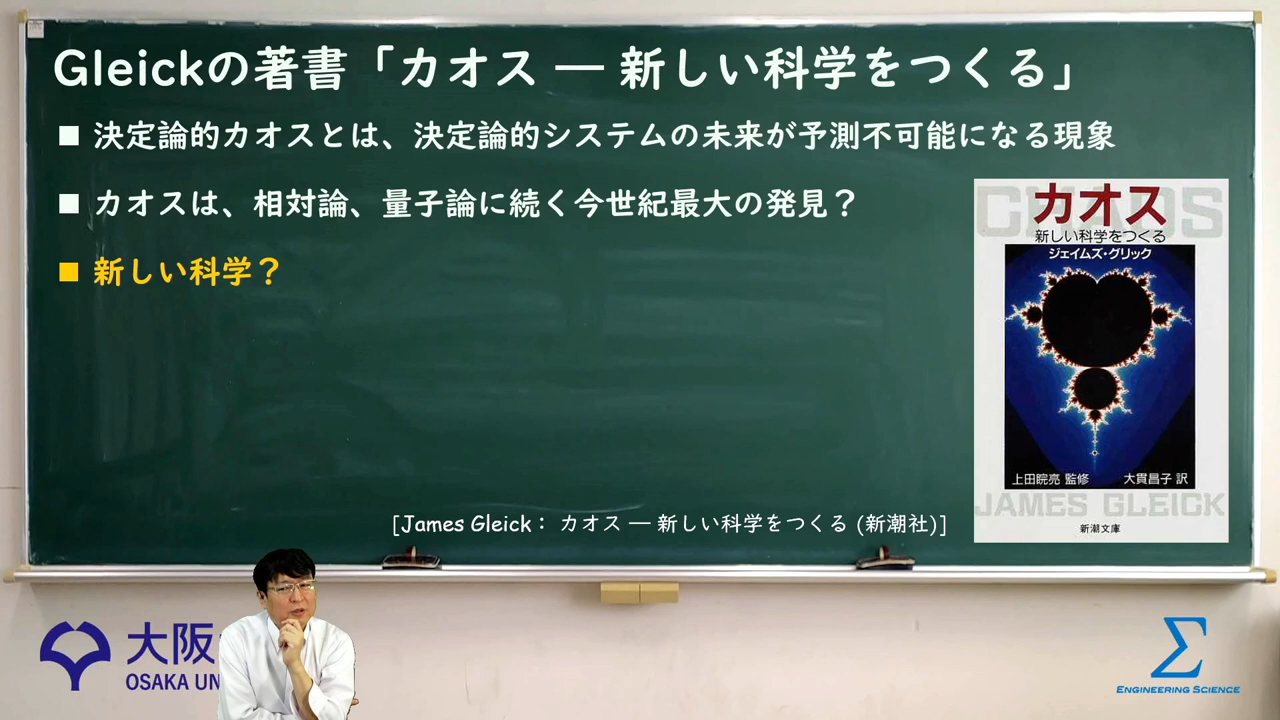 Gleickの著書「カオス ― 新しい科学をつくる」
■ 決定論的カオスとは、決定論的システムの未来が予測不可能になる現象
■ カオスは、相対論、量子論に続く今世紀最大の発見？
■ 新しい科学？
CHAOS
カオス
新しい科学をつくる
ジェイムズ・グリック
上田睆亮 監修 大貫昌子 訳
JAMES GLEICK
新潮文庫
[James Gleick： カオス ― 新しい科学をつくる (新潮社)]
大阪
OSAKA UN
Σ
ENGINEERING SCIENCE